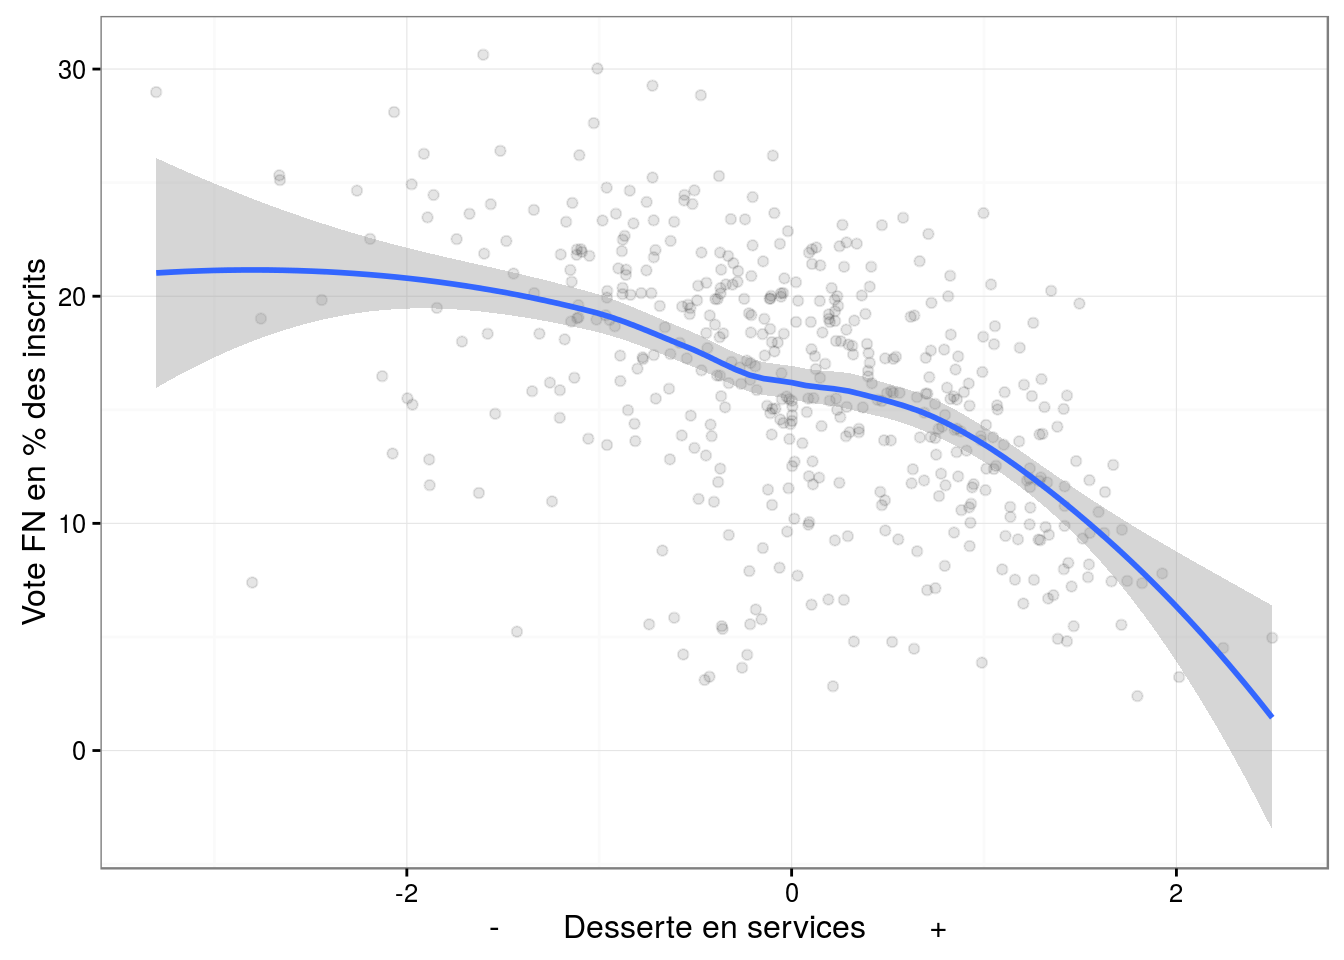 Vote FN en % des inscrits
30
20
10
0
-2 0 2
- Desserte en services +